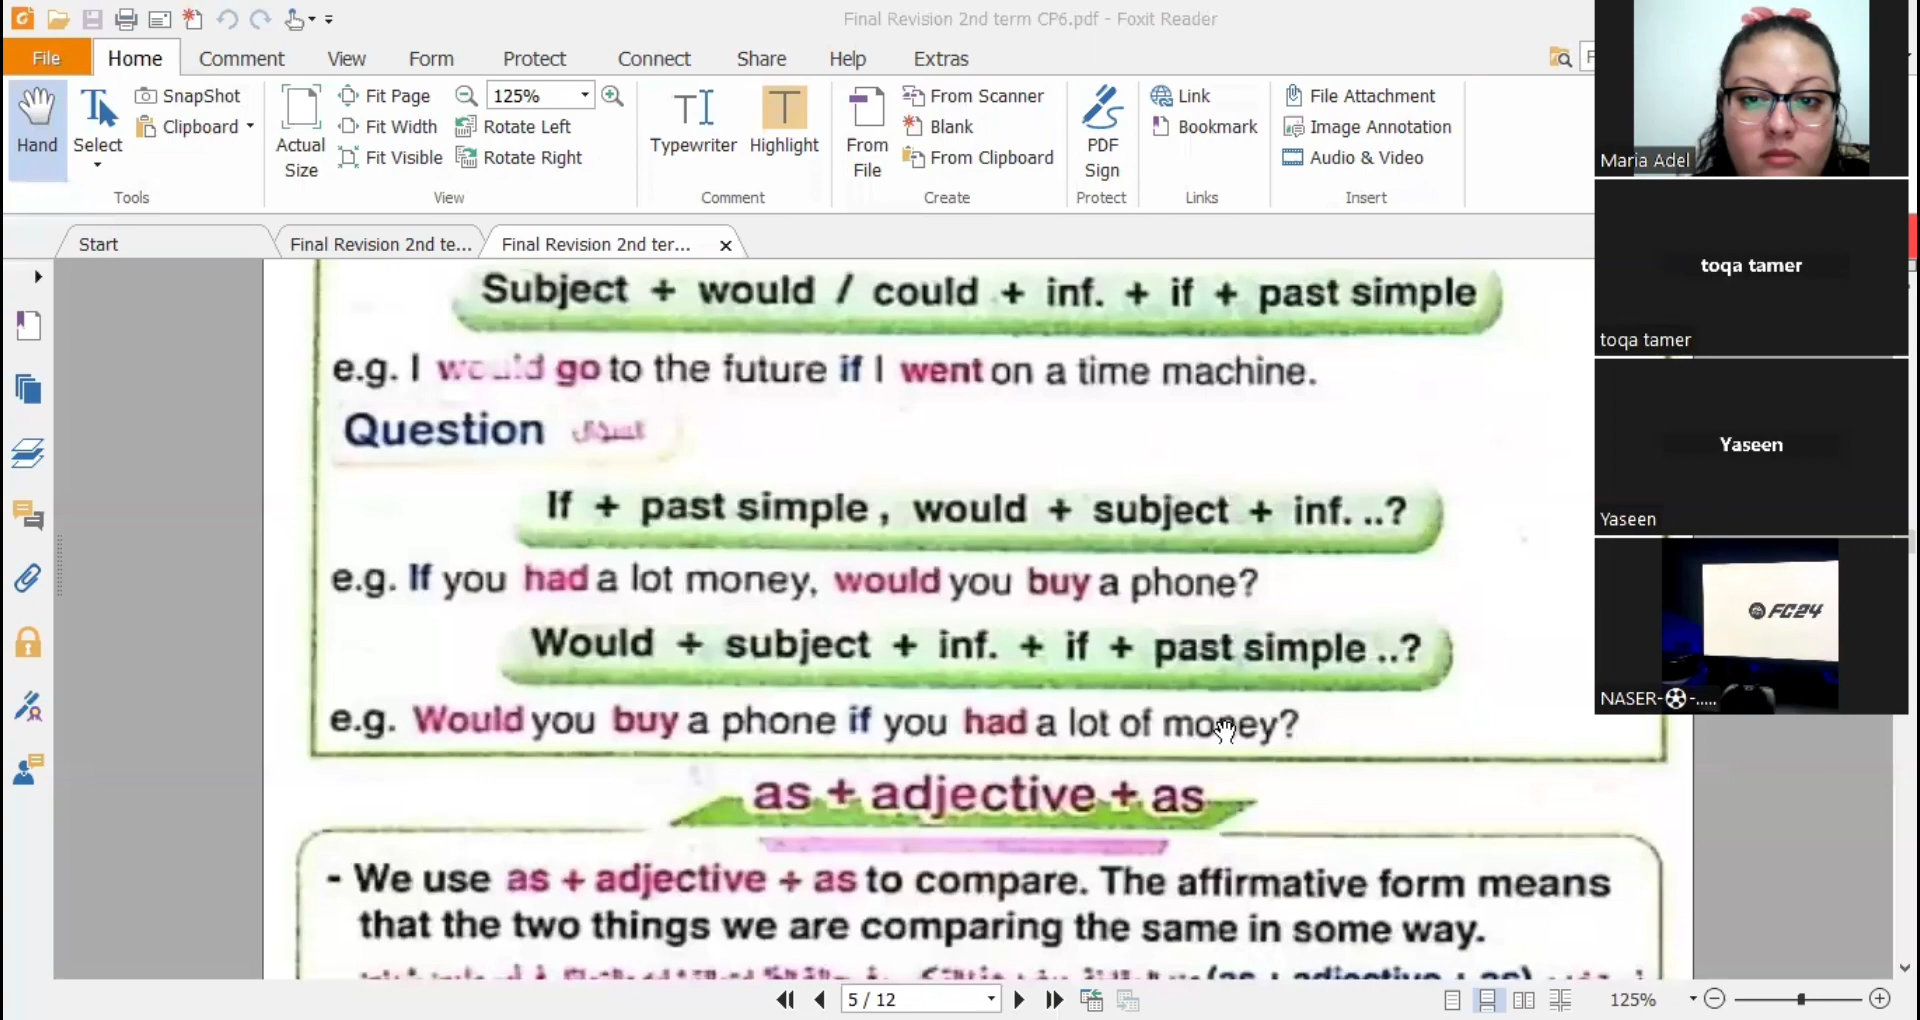 Final Revision 2nd term CP6.pdf - Foxit Reader
File
Home
Comment
View
Form
Protect
Connect
Share
Help
Extras
F
Hand
Select
SnapShot
Clipboard
Tools
Actual
Size
Fit Page
Fit Width
Fit Visible
125%
Rotate Left
Rotate Right
View
Typewriter
Highlight
Comment
From
File
From Scanner
Blank
From Clipboard
Create
PDF
Sign
Protect
Link
Bookmark
Links
File Attachment
Image Annotation
Audio & Video
Insert
Start
Final Revision 2nd te...
Final Revision 2nd ter...
Subject + would / could + inf. + if + past simple
e.g. I would go to the future if I went on a time machine.
Question السؤال
If + past simple , would + subject + inf. ..?
e.g. If you had a lot money, would you buy a phone?
Would + subject + inf. + if + past simple ..?
e.g. Would you buy a phone if you had a lot of money?
as + adjective + as
- We use as + adjective + as to compare. The affirmative form means
that the two things we are comparing the same in some way.
(as + adjective + as)
5 / 12
125%
Maria Adel
toqa tamer
toqa tamer
Yaseen
Yaseen
FC24
NASER-⚽-.....